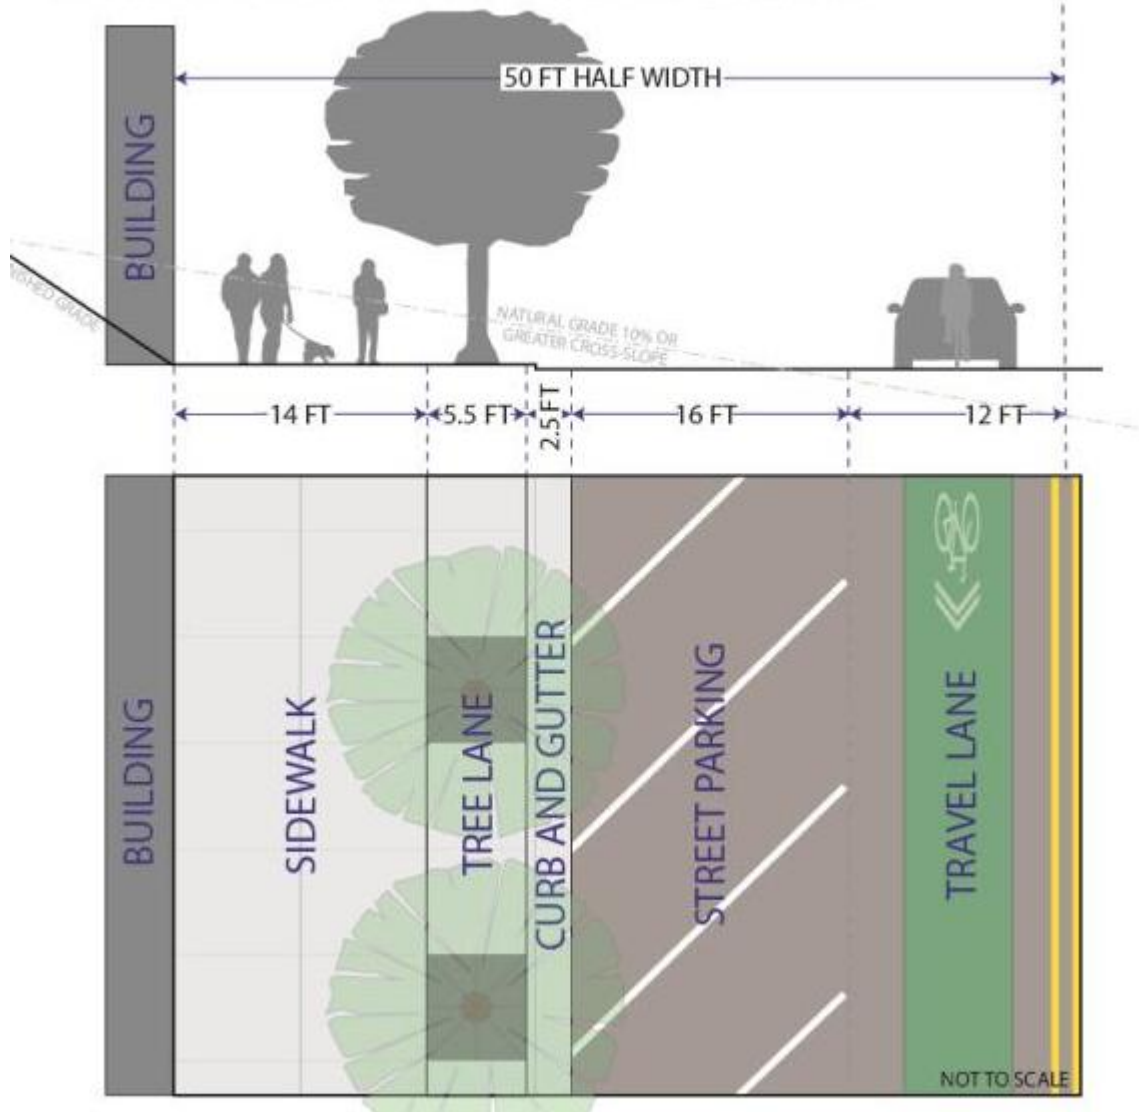 50 FT HALF WIDTH
BUILDING
ISHED GRADE
NATURAL GRADE 10% OR
GREATER CROSS-SLOPE
14 FT
5.5 FT
2.5 FT
16 FT
12 FT
BUILDING
SIDEWALK
TREE LANE
CURB AND GUTTER
STREET PARKING
TRAVEL LANE
NOT TO SCALE